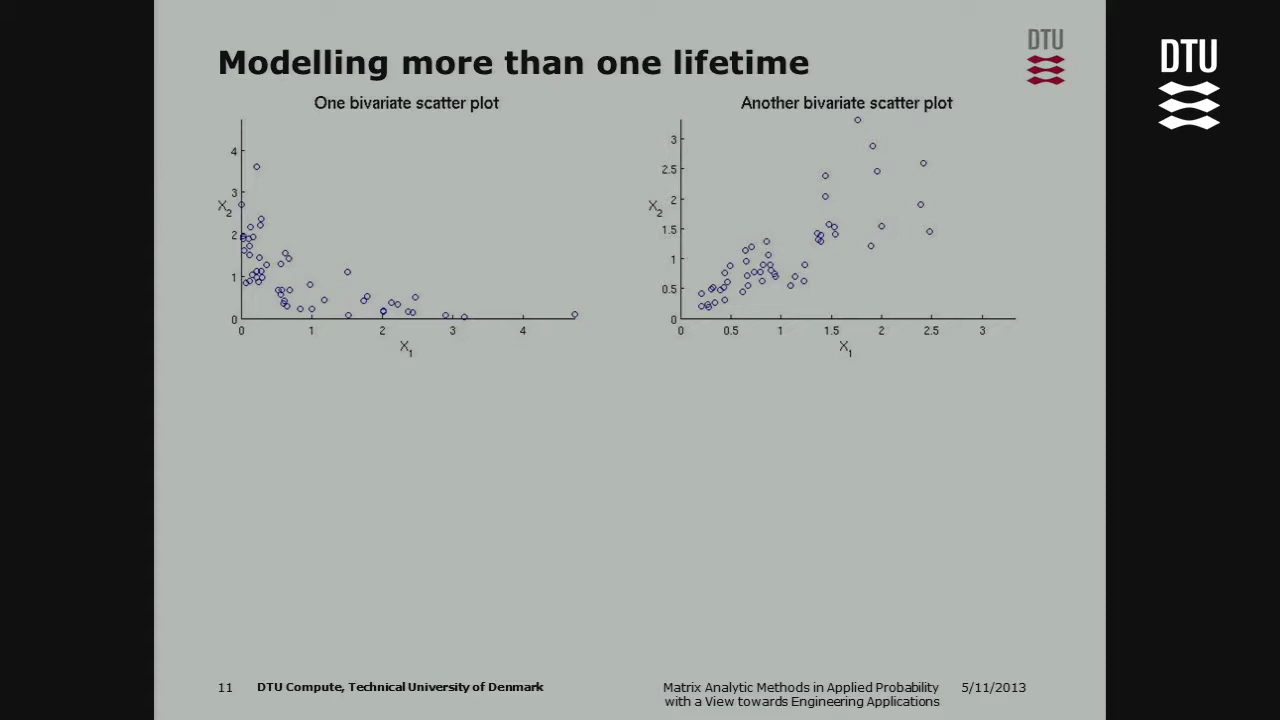 Modelling more than one lifetime
DTU
DTU
One bivariate scatter plot
Another bivariate scatter plot
4
3
X2
2
1
0
0 1 2 3 4
X1
3
2.5
2
X2
1.5
1
0.5
0
0 0.5 1 1.5 2 2.5 3
X1
11 DTU Compute, Technical University of Denmark
Matrix Analytic Methods in Applied Probability 5/11/2013
with a View towards Engineering Applications